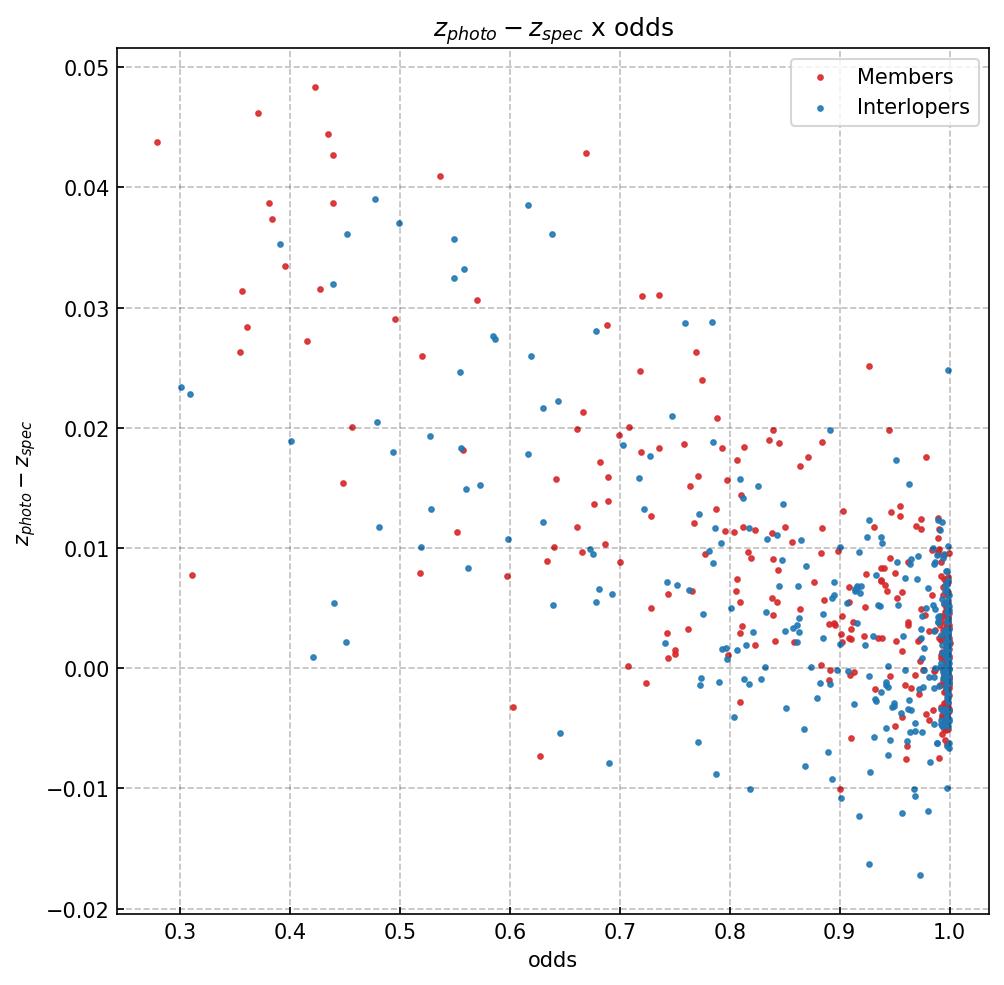 z_photo − z_spec x odds
Members
Interlopers
0.05
0.04
0.03
0.02
0.01
0.00
−0.01
−0.02
z_photo − z_spec
0.3 0.4 0.5 0.6 0.7 0.8 0.9 1.0
odds